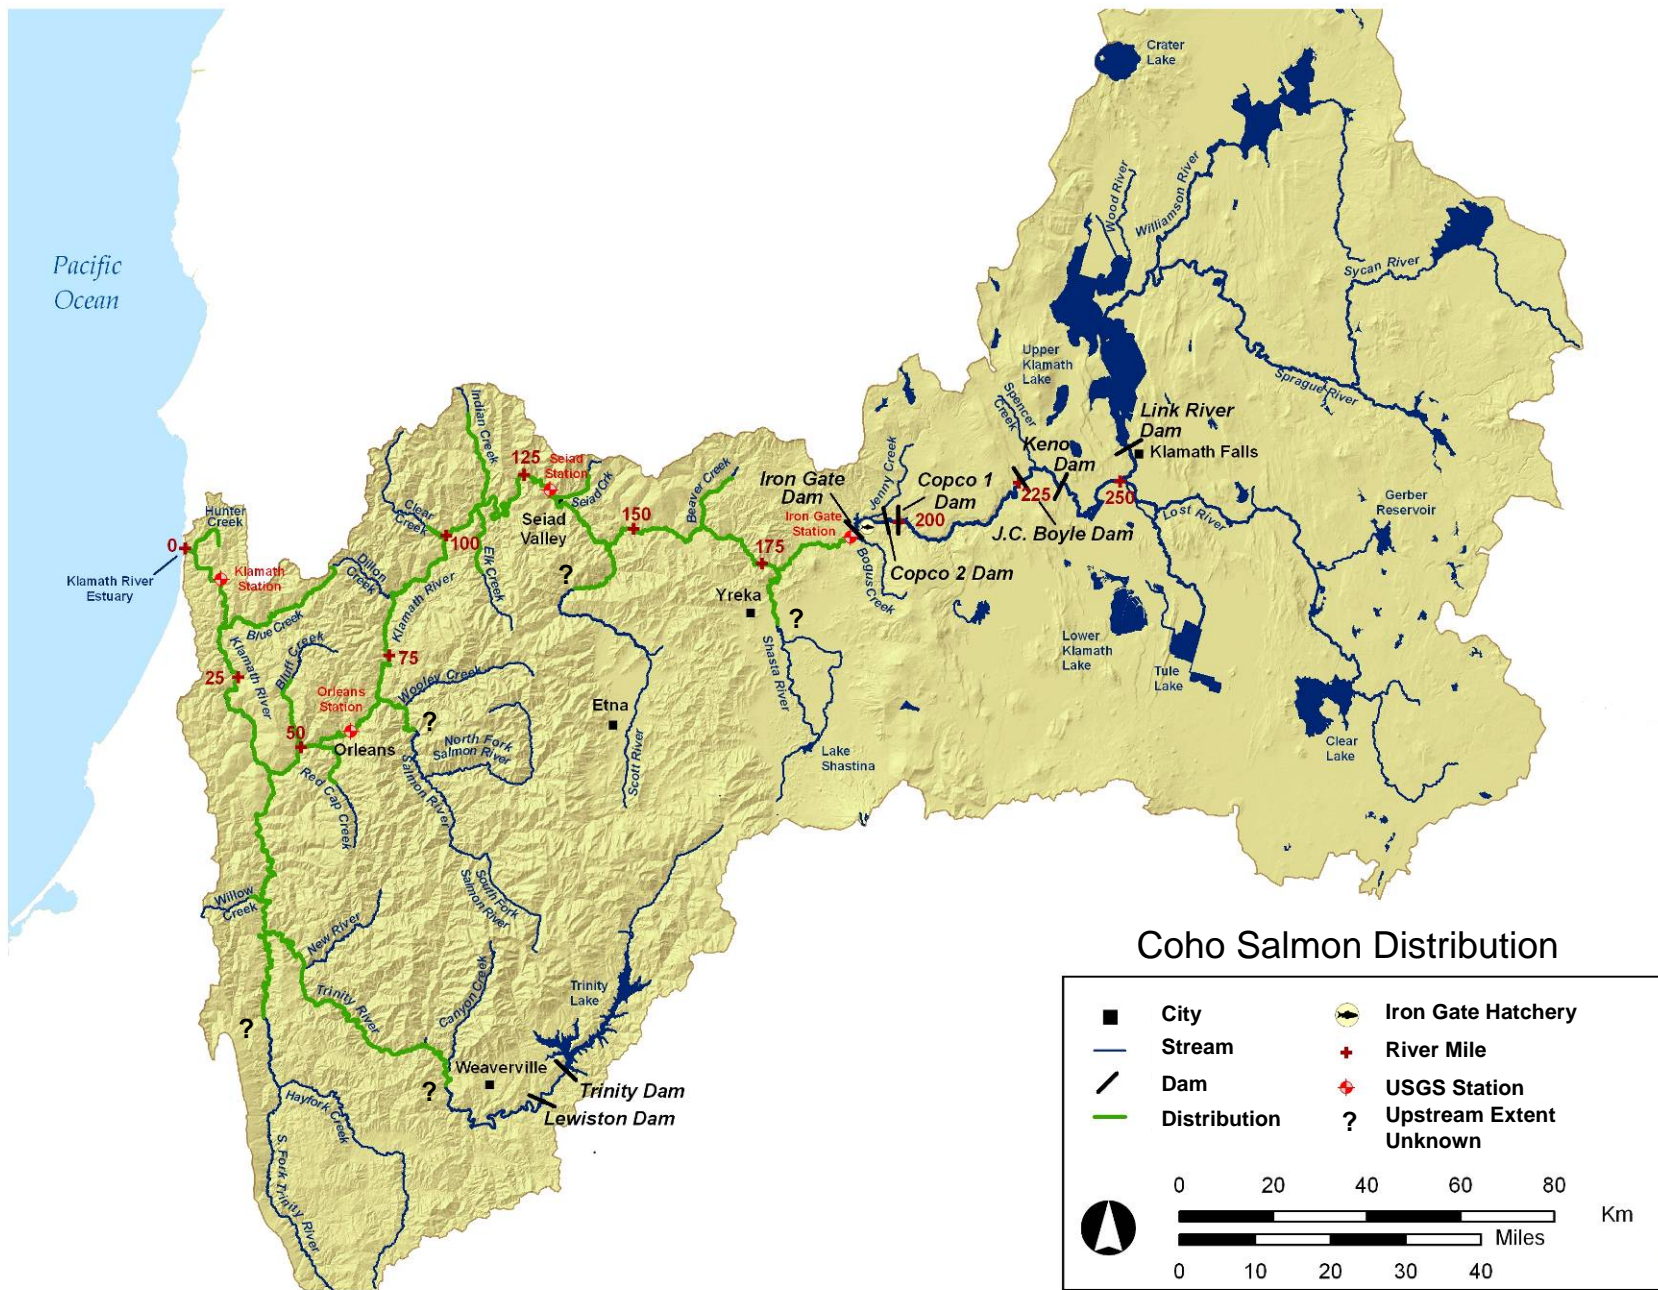 Crater
Lake
Wood River
Williamson River
Sycan River
Sprague River
Pacific
Ocean
Upper
Klamath
Lake
Spencer
Creek
Link River
Dam
Klamath Falls
Keno
Dam
225
250
J.C. Boyle Dam
Lost River
Gerber
Reservoir
Lower
Klamath
Lake
Tule
Lake
Clear
Lake
Jenny Creek
Copco 1
Dam
200
Copco 2 Dam
Iron Gate
Dam
Iron Gate
Station
Bogus Creek
Indian Creek
125
Seiad
Station
Seiad Crk
Seiad
Valley
150
Beaver Creek
175
Yreka
?
Shasta River
Lake
Shastina
Clear
Creek
100
Elk Creek
?
Hunter
Creek
0
Klamath River
Estuary
Klamath
Station
Dillon
Creek
Klamath River
Blue Creek
Bluff Creek
Klamath River
25
75
Wooley Creek
Orleans
Station
50
Orleans
?
North Fork
Salmon River
Etna
Scott River
Salmon River
Red Cap Creek
South Fork
Salmon River
Willow
Creek
New River
Trinity River
Canyon Creek
Trinity
Lake
?
?
Weaverville
Trinity Dam
Lewiston Dam
Hayfork Creek
S. Fork Trinity River
Coho Salmon Distribution
City
Stream
Dam
Distribution
Iron Gate Hatchery
River Mile
USGS Station
? Upstream Extent
Unknown
0 20 40 60 80
Km
Miles
0 10 20 30 40